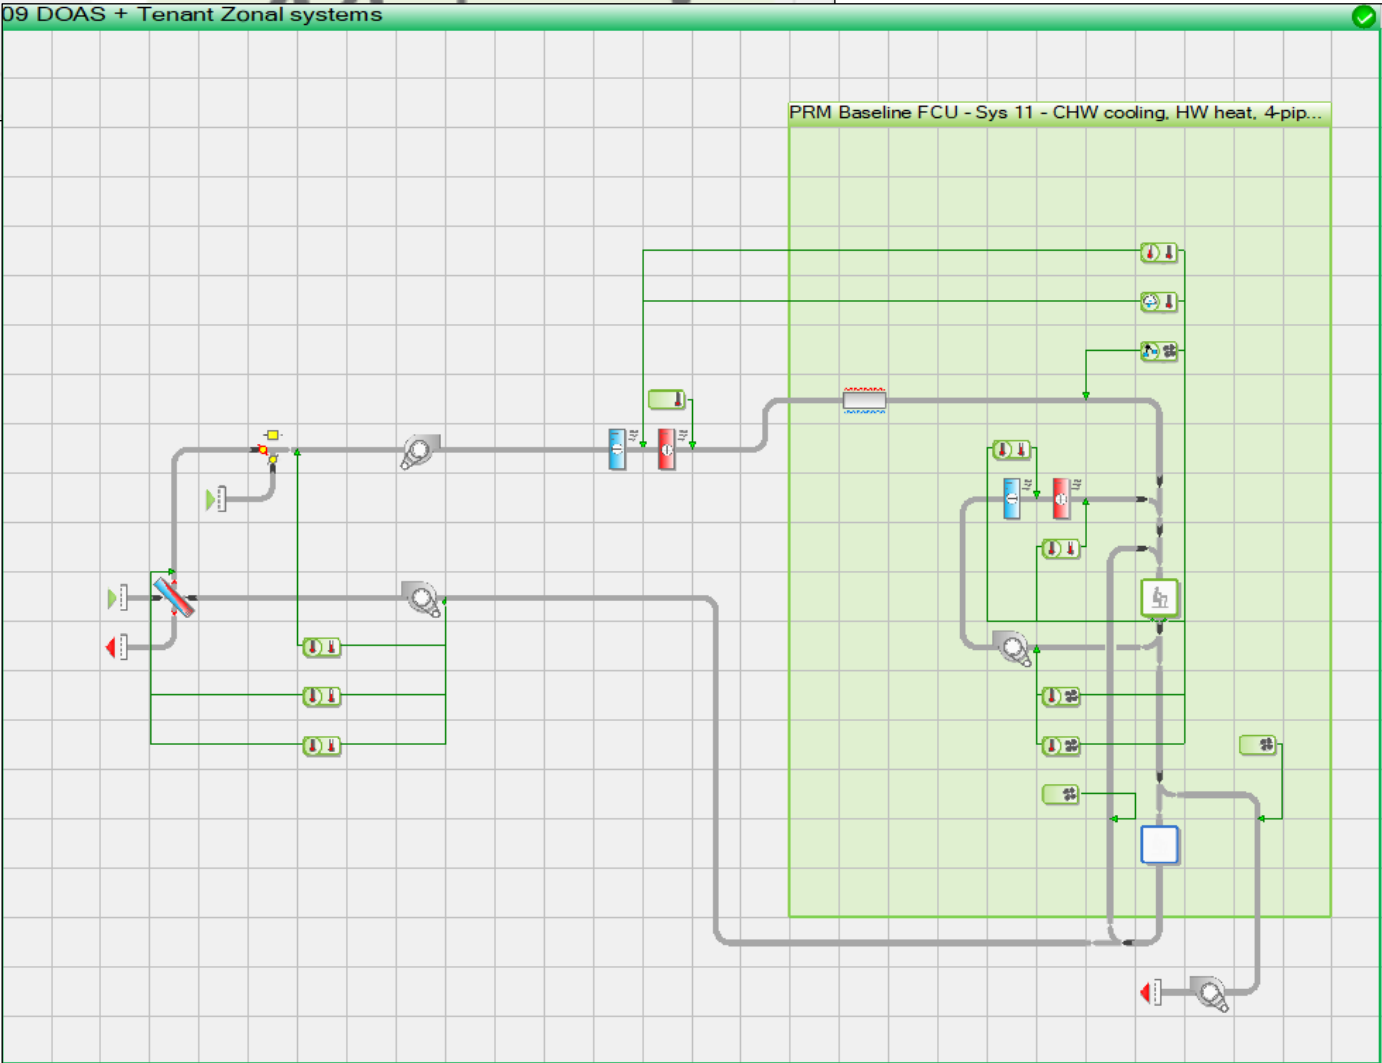 09 DOAS + Tenant Zonal systems
PRM Baseline FCU - Sys 11 - CHW cooling, HW heat, 4-pip...